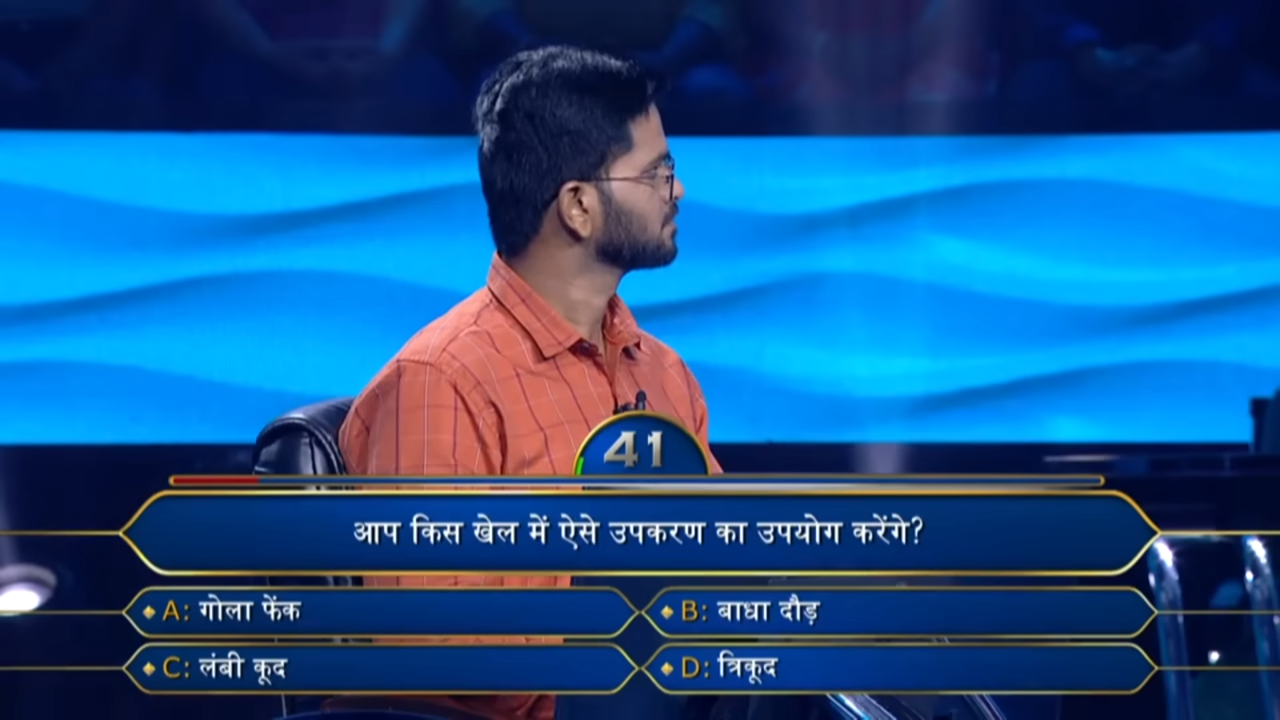 41
आप किस खेल में ऐसे उपकरण का उपयोग करेंगे?
A: गोला फेंक
B: बाधा दौड़
C: लंबी कूद
D: त्रिकूद